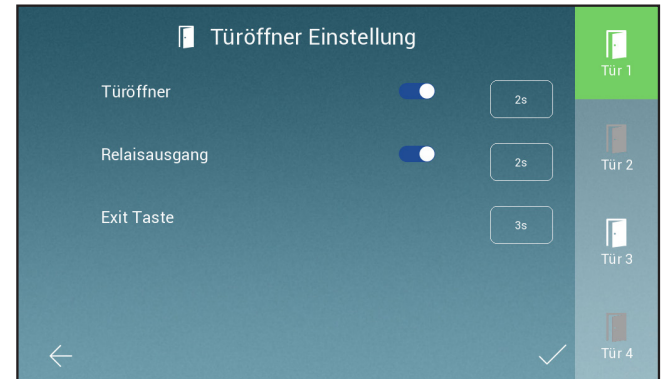 Türöffner Einstellung
Türöffner 2s
Relaisausgang 2s
Exit Taste 3s
Tür 1
Tür 2
Tür 3
Tür 4